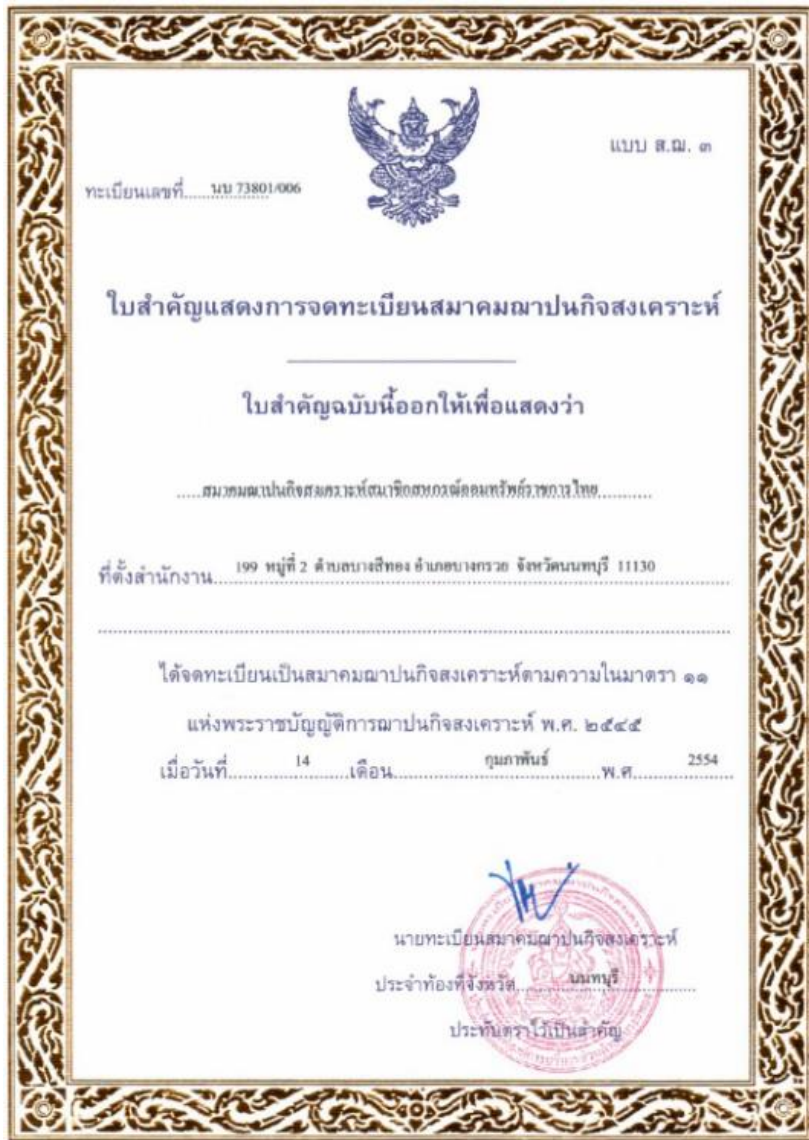 แบบ ส.ฌ. ๓
ทะเบียนเลขที่.....นบ 73801/006
ใบสำคัญแสดงการจดทะเบียนสมาคมฌาปนกิจสงเคราะห์
ใบสำคัญฉบับนี้ออกให้เพื่อแสดงว่า
สมาคมฌาปนกิจสงเคราะห์สมาชิกสหกรณ์ออมทรัพย์ราชการไทย
ที่ตั้งสำนักงาน 199 หมู่ที่ 2 ตำบลบางสีทอง อำเภอบางกรวย จังหวัดนนทบุรี 11130
ได้จดทะเบียนเป็นสมาคมฌาปนกิจสงเคราะห์ตามความในมาตรา ๑๑
แห่งพระราชบัญญัติการฌาปนกิจสงเคราะห์ พ.ศ. ๒๕๔๕
เมื่อวันที่ 14 เดือน กุมภาพันธ์ พ.ศ. 2554
นายทะเบียนสมาคมฌาปนกิจสงเคราะห์
ประจำท้องที่จังหวัด นนทบุรี
ประทับตราไว้เป็นสำคัญ